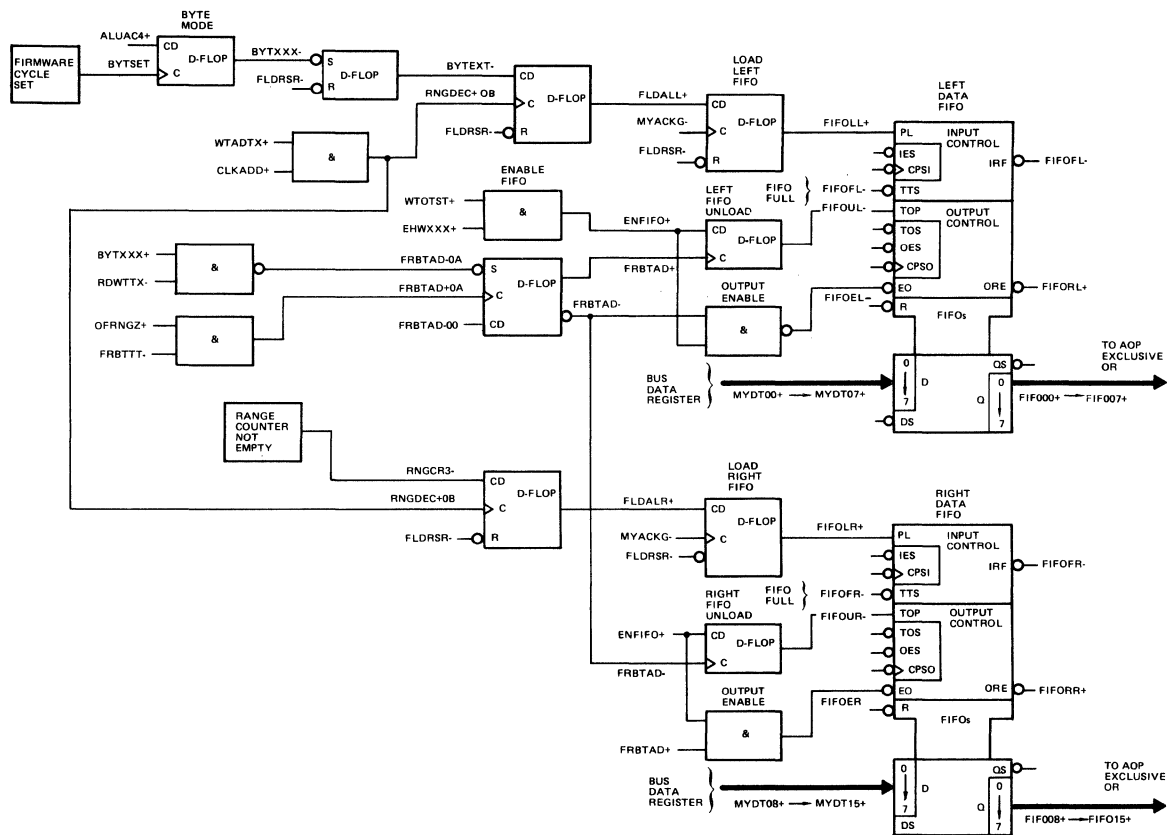 BYTE
MODE
ALUAC4+
CD
D-FLOP
C
FIRMWARE
CYCLE
SET
BYTSET
BYTXXX-
S
D-FLOP
R
FLDRSR-
BYTEXT-
CD
D-FLOP
C
R
RNGDEC+ OB
FLDRSR-
FLDALL+
LOAD
LEFT
FIFO
CD
D-FLOP
C
R
MYACKG-
FLDRSR-
FIFOLL+
LEFT
DATA
FIFO
PL
INPUT
CONTROL
IES
CPSI
IRF
FIFOFL-
TTS
WTADTX+
CLKADD+
&
ENABLE
FIFO
WTOTST+
EHWXXX+
&
ENFIFO+
LEFT
FIFO
UNLOAD
CD
D-FLOP
C
FIFO
FULL
FIFOFL-
FIFOUL-
TOP
OUTPUT
CONTROL
TOS
OES
CPSO
EO
ORE
FIFORL+
R
FIFOs
BYTXXX+
RDWTTX-
&
FRBTAD-0A
S
D-FLOP
C
CD
FRBTAD+
FRBTAD-
FRBTAD+0A
FRBTAD-00
OFRNGZ+
FRBTTT-
&
OUTPUT
ENABLE
&
FIFOEL-
BUS
DATA
REGISTER
MYDT00+
MYDT07+
0
7
D
QS
0
7
Q
DS
TO AOP
EXCLUSIVE
OR
FIF000+
FIF007+
RANGE
COUNTER
NOT
EMPTY
RNGCR3-
CD
D-FLOP
C
R
RNGDEC+0B
FLDRSR-
FLDALR+
LOAD
RIGHT
FIFO
CD
D-FLOP
C
MYACKG-
FLDRSR-
FIFOLR+
RIGHT
DATA
FIFO
PL
INPUT
CONTROL
IES
CPSI
IRF
FIFOFR-
TTS
RIGHT
FIFO
UNLOAD
FIFO
FULL
FIFOFR-
FIFOUR-
ENFIFO+
CD
D-FLOP
C
FRBTAD-
TOP
OUTPUT
CONTROL
TOS
OES
CPSO
EO
ORE
FIFORR+
R
FIFOs
OUTPUT
ENABLE
&
FRBTAD+
FIFOER
BUS
DATA
REGISTER
MYDT08+
MYDT15+
0
7
D
QS
0
7
Q
DS
TO AOP
EXCLUSIVE
OR
FIF008+
FIFO15+